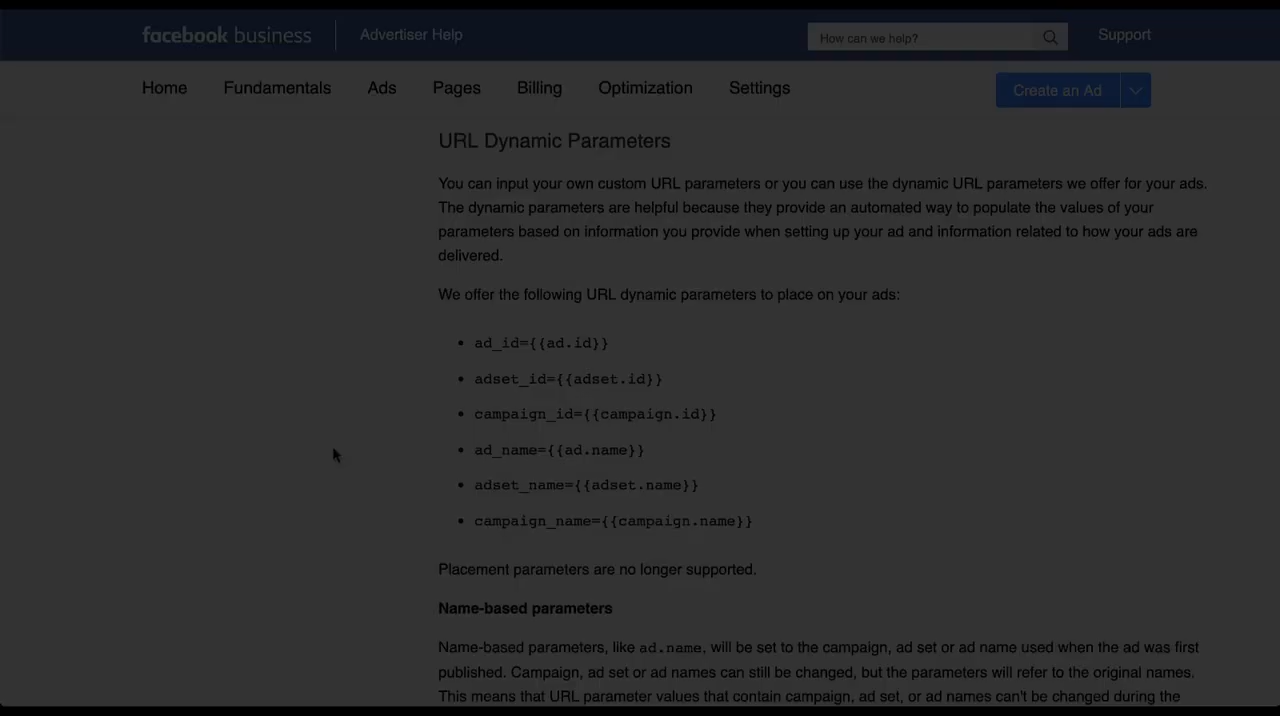 facebook business
Advertiser Help
How can we help?
Support
Home
Fundamentals
Ads
Pages
Billing
Optimization
Settings
Create an Ad
URL Dynamic Parameters
You can input your own custom URL parameters or you can use the dynamic URL parameters we offer for your ads.
The dynamic parameters are helpful because they provide an automated way to populate the values of your
parameters based on information you provide when setting up your ad and information related to how your ads are
delivered.
We offer the following URL dynamic parameters to place on your ads:
• ad_id={{ad.id}}
• adset_id={{adset.id}}
• campaign_id={{campaign.id}}
• ad_name={{ad.name}}
• adset_name={{adset.name}}
• campaign_name={{campaign.name}}
Placement parameters are no longer supported.
Name-based parameters
Name-based parameters, like ad.name, will be set to the campaign, ad set or ad name used when the ad was first
published. Campaign, ad set or ad names can still be changed, but the parameters will refer to the original names.
This means that URL parameter values that contain campaign, ad set, or ad names can't be changed during the